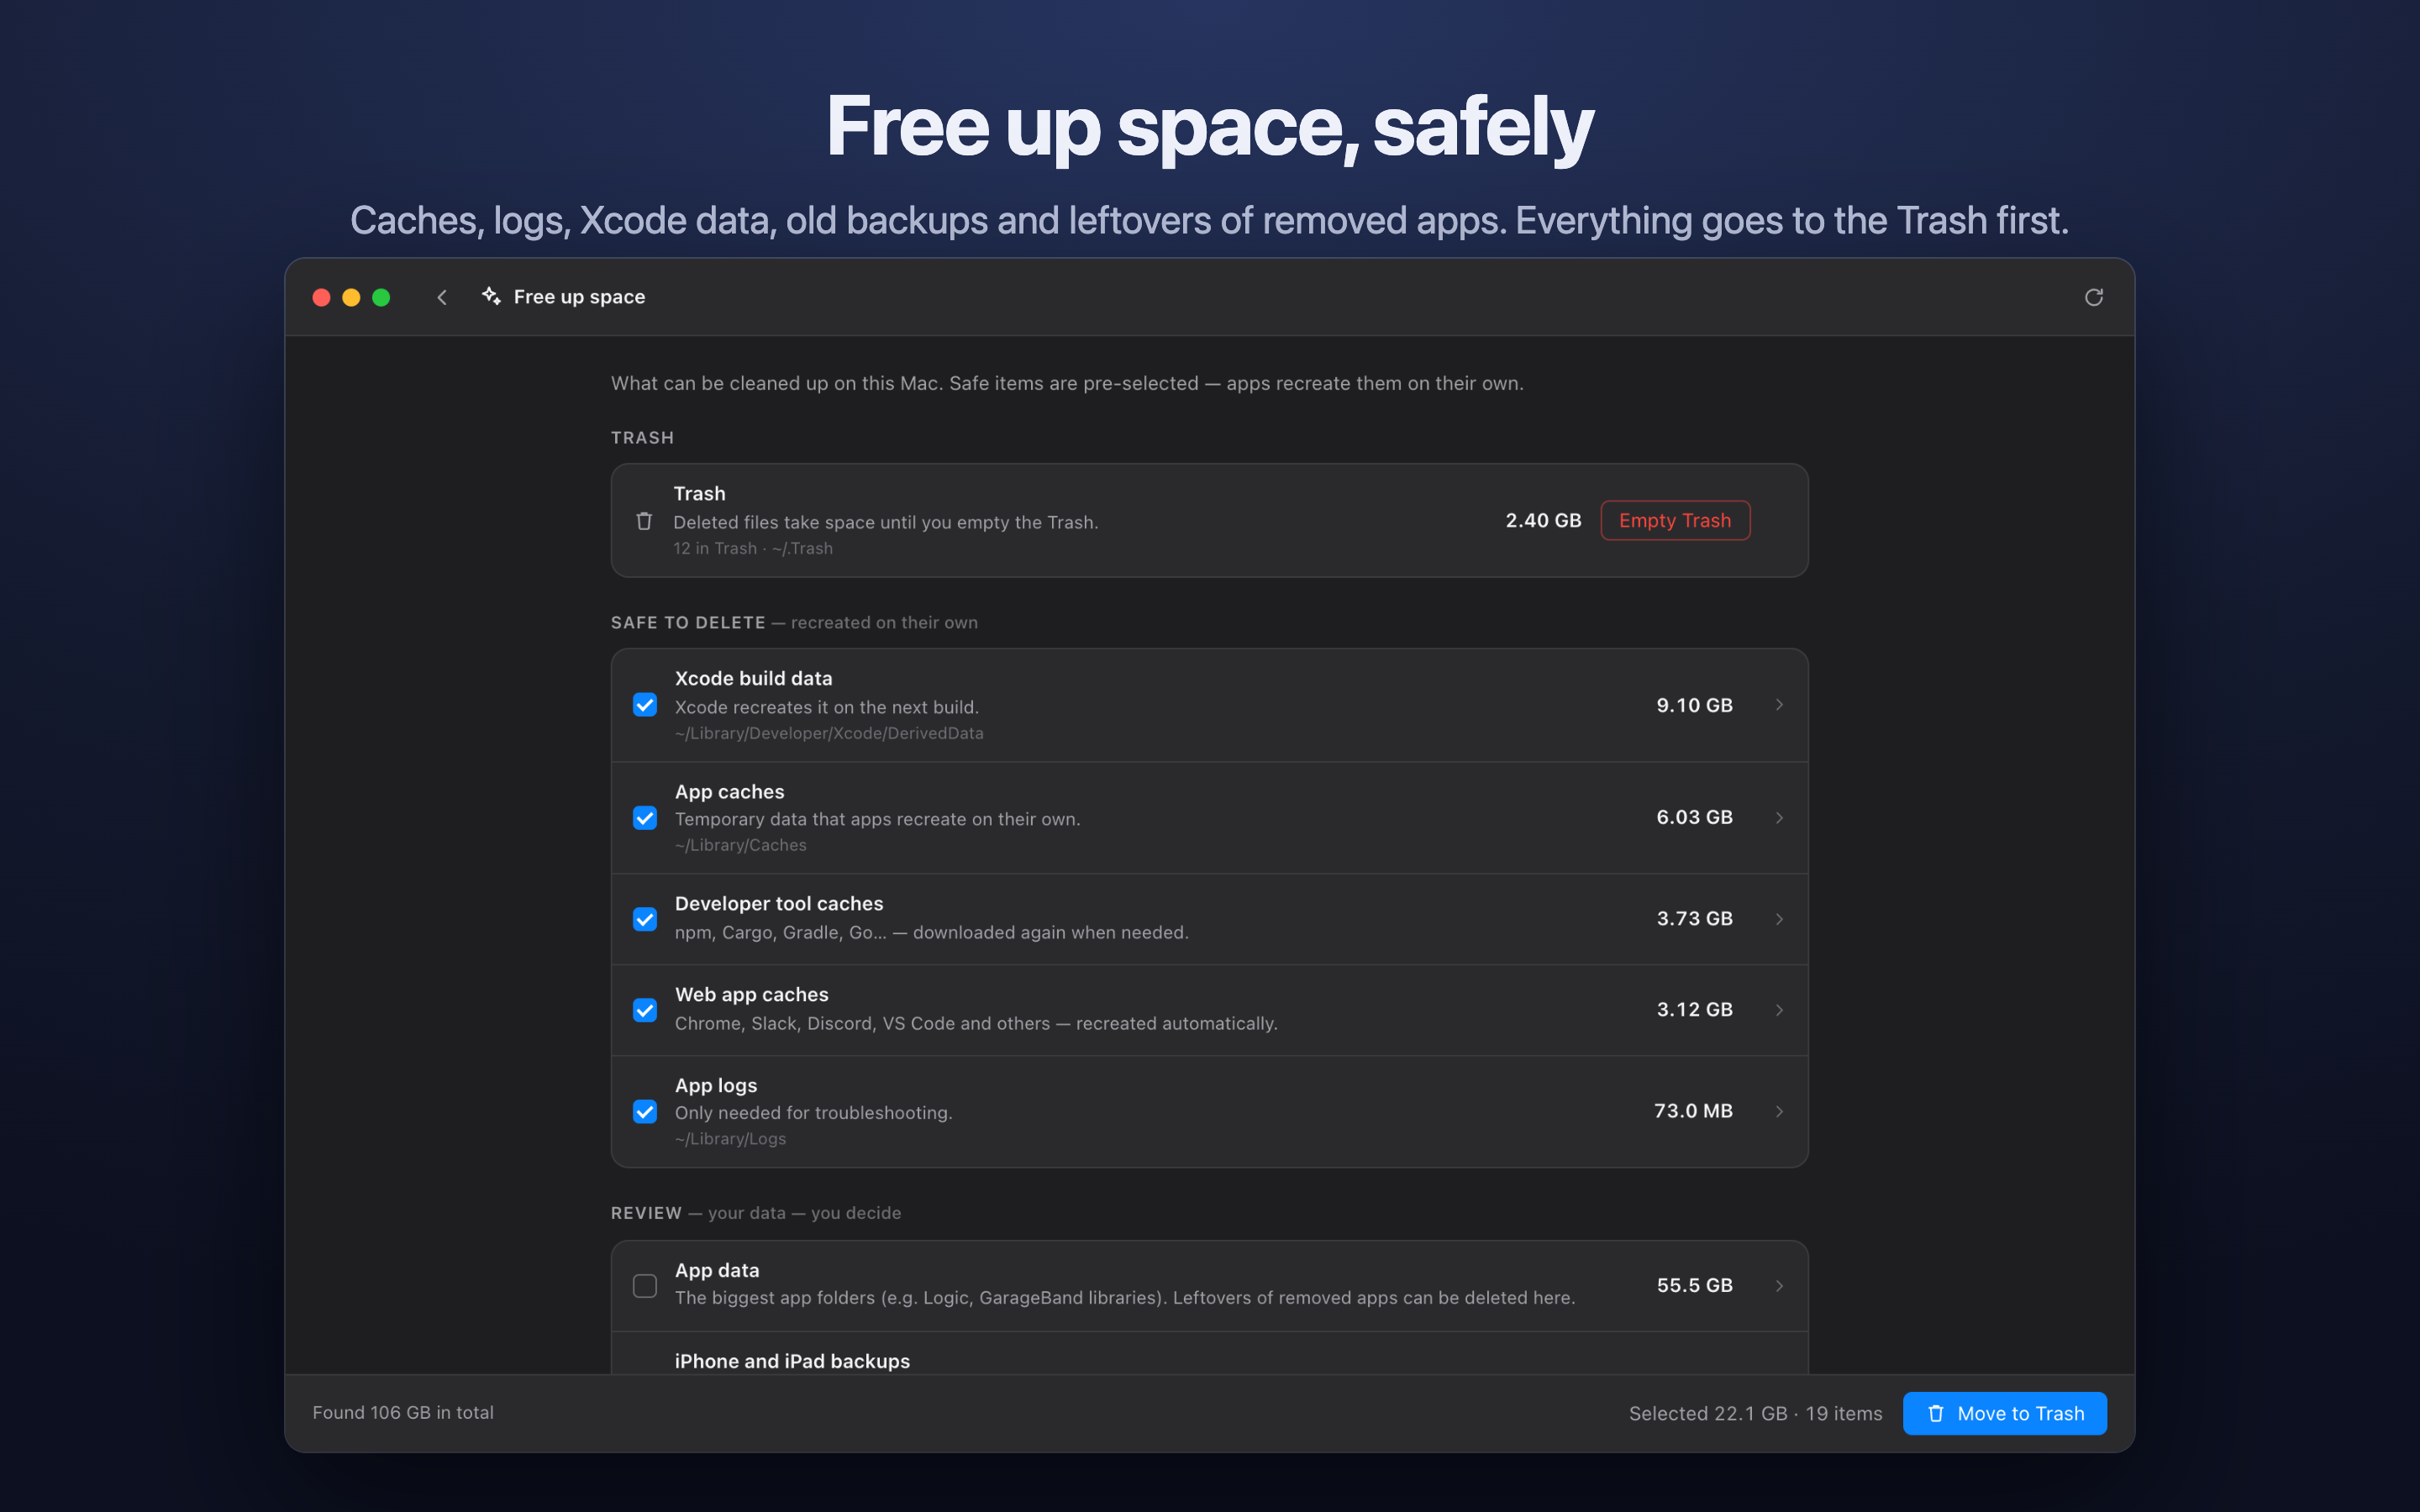 Free up space, safely
Caches, logs, Xcode data, old backups and leftovers of removed apps. Everything goes to the Trash first.
Free up space
What can be cleaned up on this Mac. Safe items are pre-selected — apps recreate them on their own.
TRASH
Trash
Deleted files take space until you empty the Trash.
12 in Trash · ~/.Trash
2.40 GB
Empty Trash
SAFE TO DELETE — recreated on their own
Xcode build data
Xcode recreates it on the next build.
~/Library/Developer/Xcode/DerivedData
9.10 GB
App caches
Temporary data that apps recreate on their own.
~/Library/Caches
6.03 GB
Developer tool caches
npm, Cargo, Gradle, Go... — downloaded again when needed.
3.73 GB
Web app caches
Chrome, Slack, Discord, VS Code and others — recreated automatically.
3.12 GB
App logs
Only needed for troubleshooting.
~/Library/Logs
73.0 MB
REVIEW — your data — you decide
App data
The biggest app folders (e.g. Logic, GarageBand libraries). Leftovers of removed apps can be deleted here.
55.5 GB
iPhone and iPad backups
Found 106 GB in total
Selected 22.1 GB · 19 items
Move to Trash